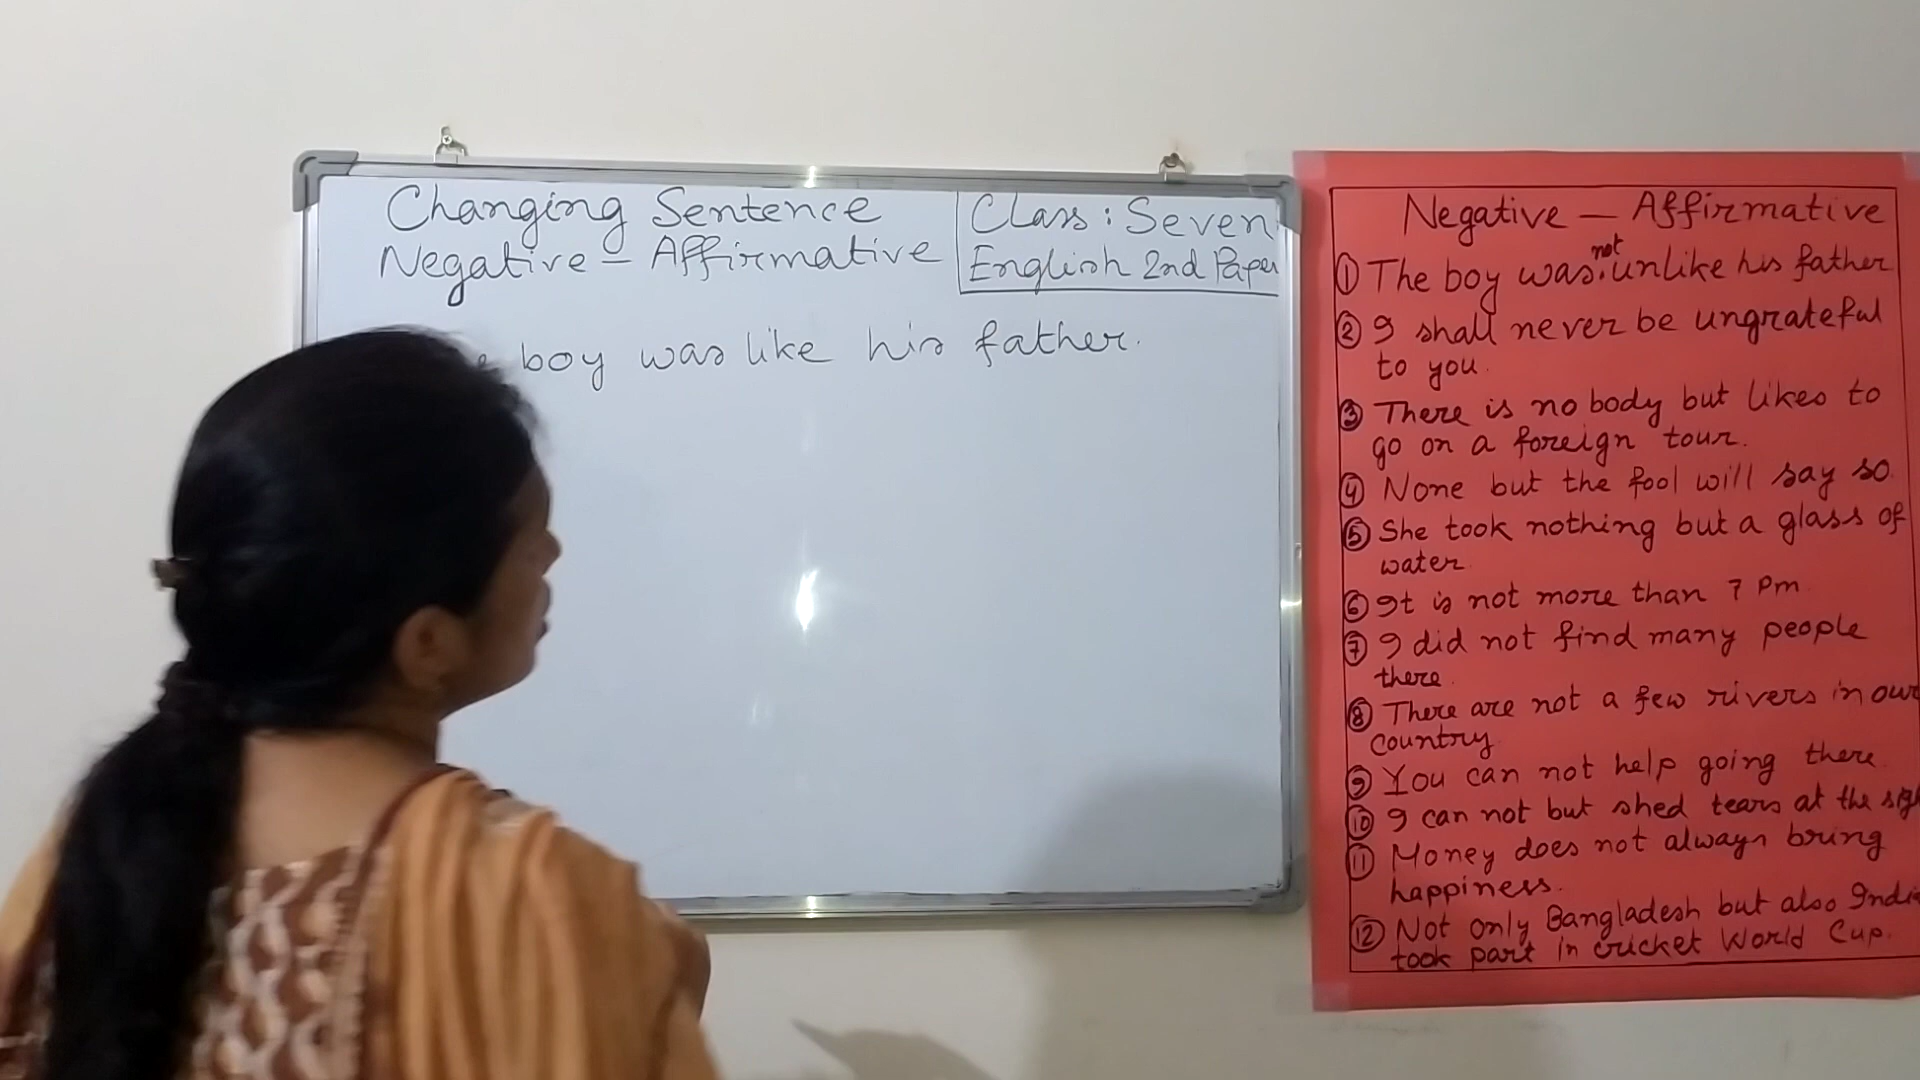 Changing Sentence
Negative - Affirmative
Class : Seven
English 2nd Paper
boy was like his father.
Negative — Affirmative
① The boy was not unlike his father
② I shall never be ungrateful
to you.
③ There is nobody but likes to
go on a foreign tour.
④ None but the fool will say so.
⑤ She took nothing but a glass of
water.
⑥ It is not more than 7 Pm.
⑦ I did not find many people
there.
⑧ There are not a few rivers in our
country.
⑨ You can not help going there.
⑩ I can not but shed tears at the
⑪ Money does not always bring
happiness.
⑫ Not only Bangladesh but also India
took part in cricket World Cup.